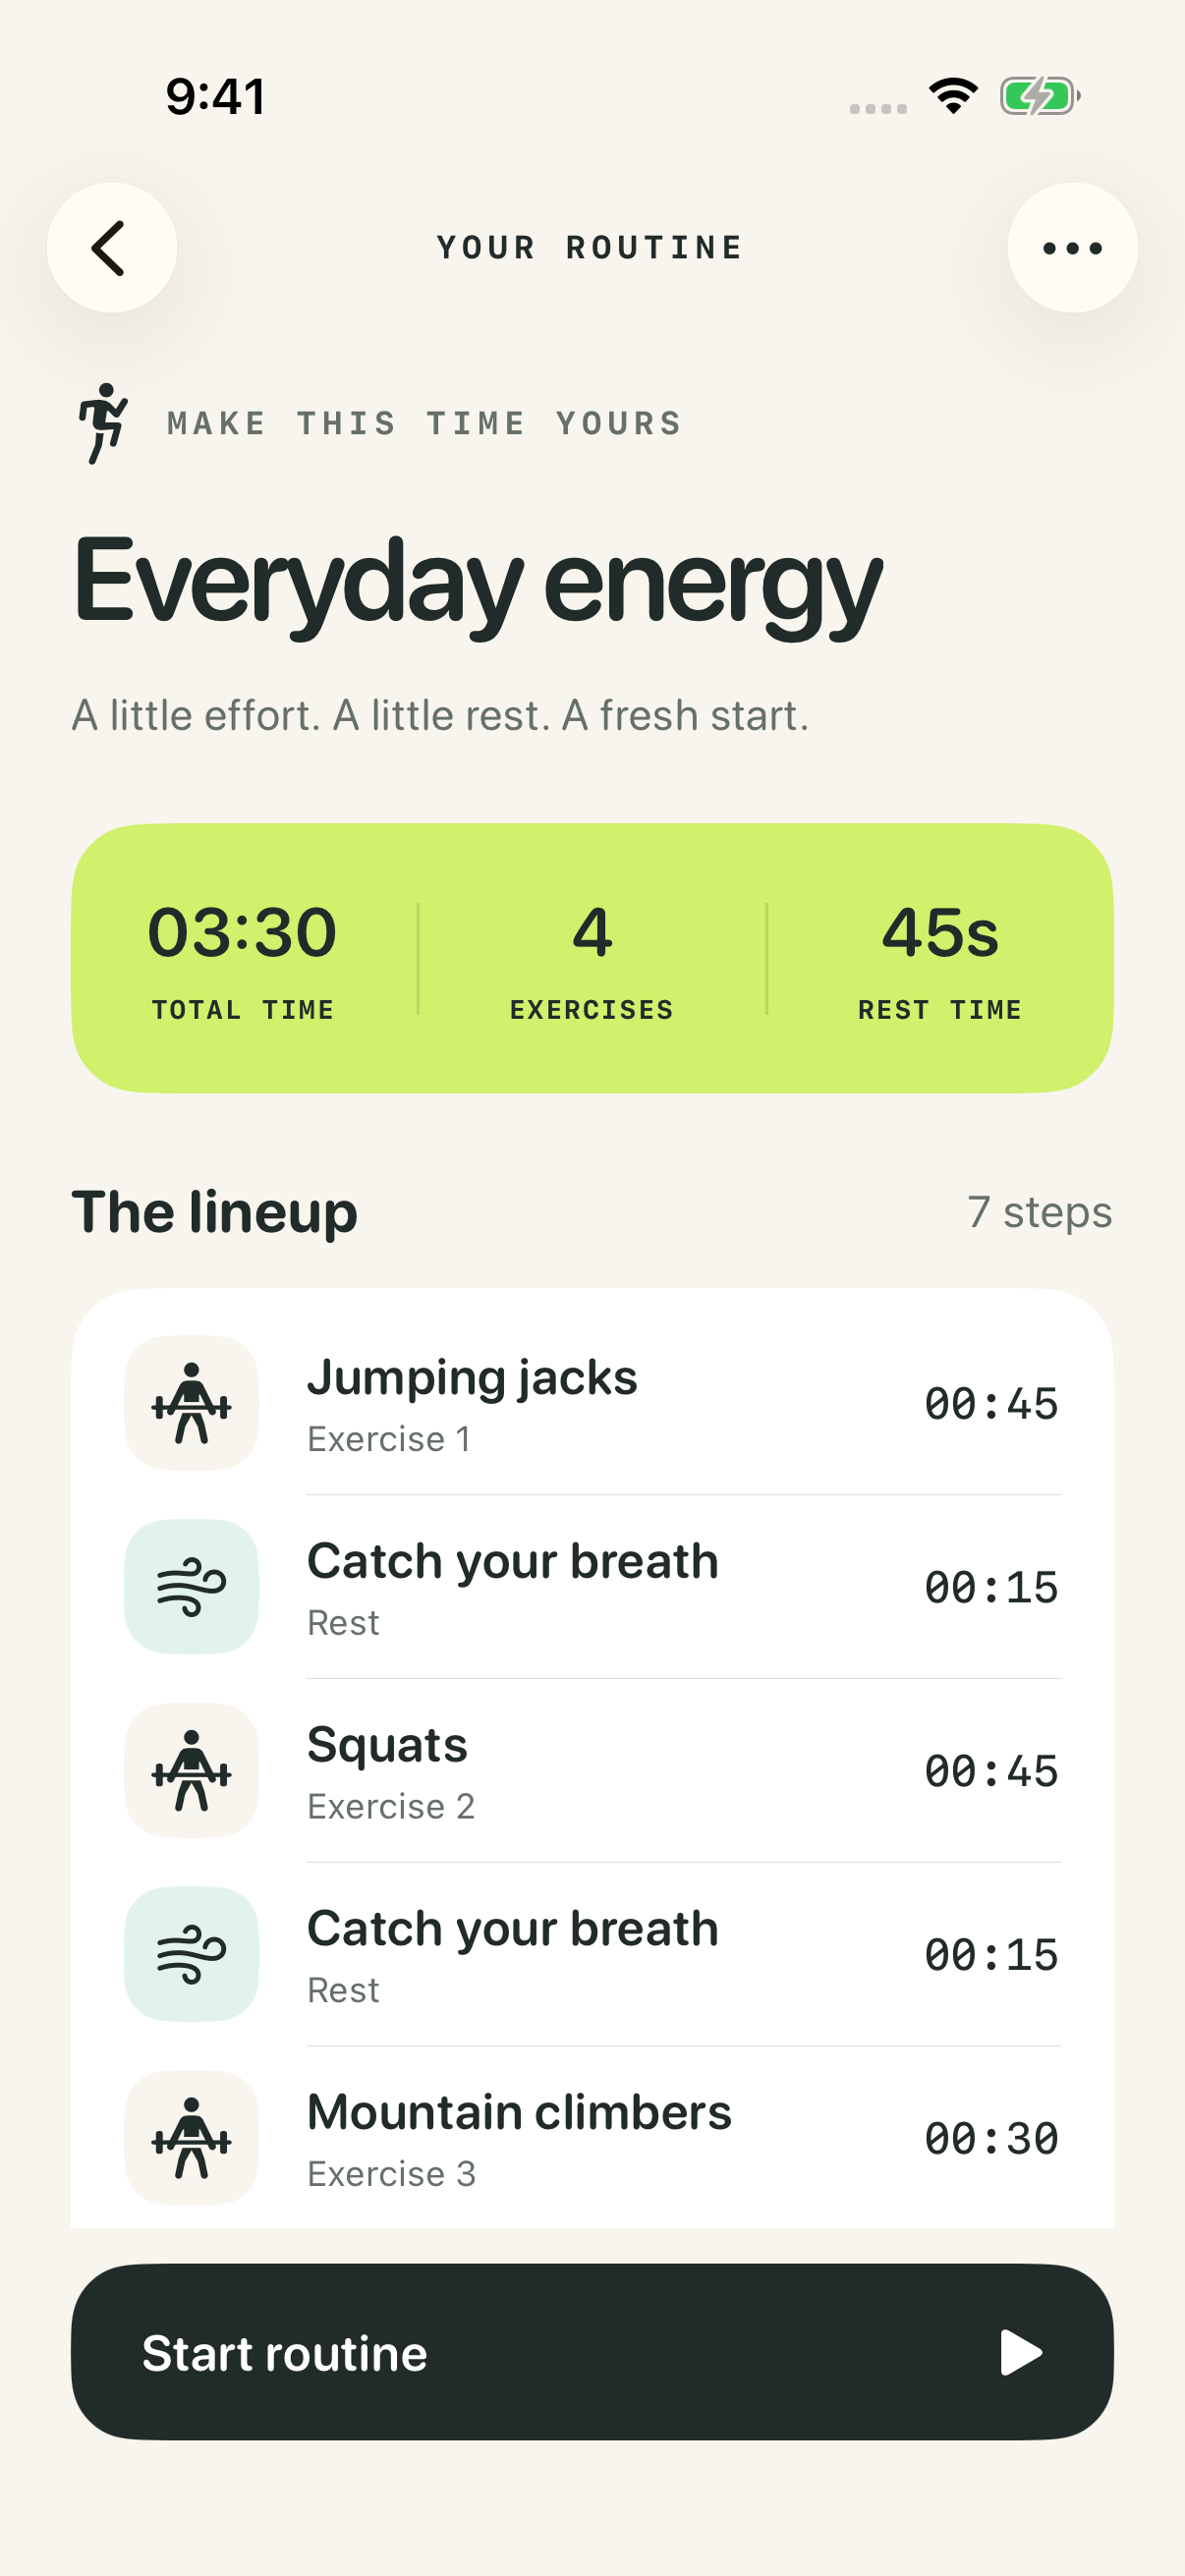 9:41
YOUR ROUTINE
MAKE THIS TIME YOURS
Everyday energy
A little effort. A little rest. A fresh start.
03:30 4 45s
TOTAL TIME EXERCISES REST TIME
The lineup 7 steps
Jumping jacks
Exercise 1
00:45
Catch your breath
Rest
00:15
Squats
Exercise 2
00:45
Catch your breath
Rest
00:15
Mountain climbers
Exercise 3
00:30
Start routine